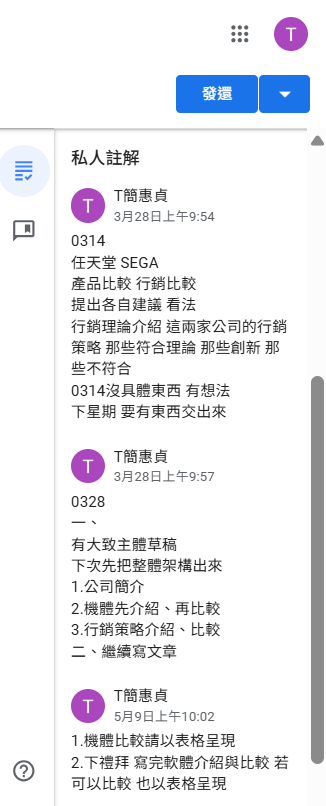 T
發還
私人註解
T
T簡惠貞
3月28日上午9:54
0314
任天堂 SEGA
產品比較 行銷比較
提出各自建議 看法
行銷理論介紹 這兩家公司的行銷
策略 那些符合理論 那些創新 那
些不符合
0314沒具體東西 有想法
下星期 要有東西交出來
T
T簡惠貞
3月28日上午9:57
0328
一、
有大致主體草稿
下次先把整體架構出來
1.公司簡介
2.機體先介紹、再比較
3.行銷策略介紹、比較
二、繼續寫文章
T
T簡惠貞
5月9日上午10:02
1.機體比較請以表格呈現
2.下禮拜 寫完軟體介紹與比較 若
可以比較 也以表格呈現